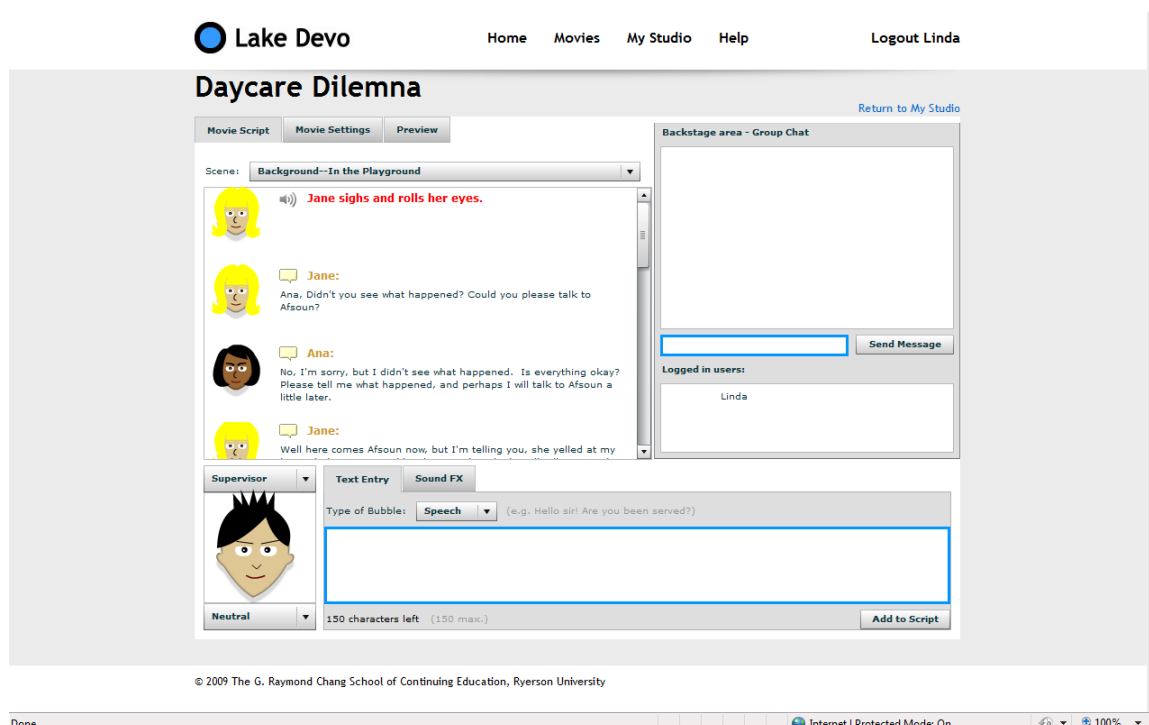 Lake Devo
Home Movies My Studio Help Logout Linda
Daycare Dilemna
Return to My Studio
Movie Script Movie Settings Preview
Backstage area - Group Chat
Scene: Background--In the Playground
Jane sighs and rolls her eyes.
Jane:
Ana, Didn't you see what happened? Could you please talk to
Afsoun?
Ana:
No, I'm sorry, but I didn't see what happened. Is everything okay?
Please tell me what happened, and perhaps I will talk to Afsoun a
little later.
Jane:
Well here comes Afsoun now, but I'm telling you, she yelled at my
Send Message
Logged in users:
Linda
Supervisor
Text Entry Sound FX
Type of Bubble: Speech (e.g. Hello sir! Are you been served?)
Neutral
150 characters left (150 max.)
Add to Script
© 2009 The G. Raymond Chang School of Continuing Education, Ryerson University
Done
Internet | Protected Mode: On
100%